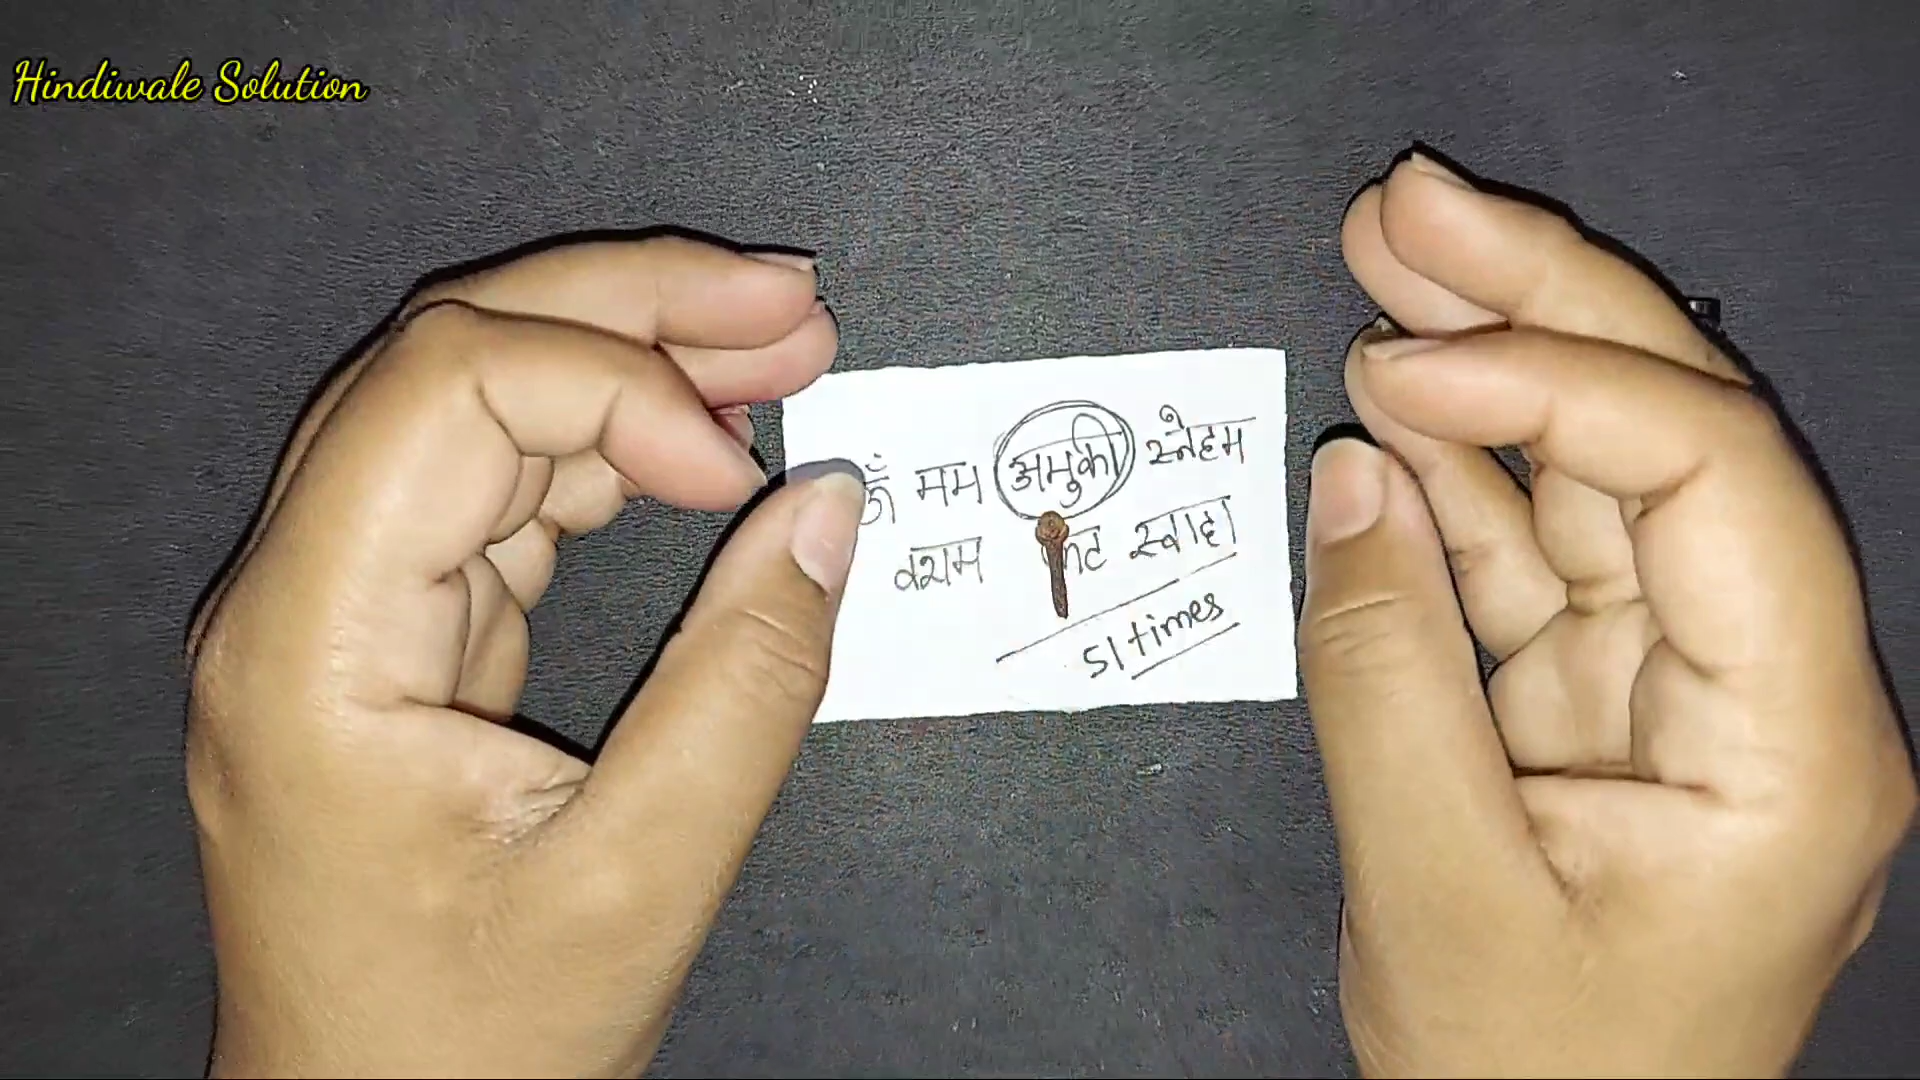 Hindiwale Solution
ॐ मम अमुकी स्नेहम
वशम स्वाहा
51 times